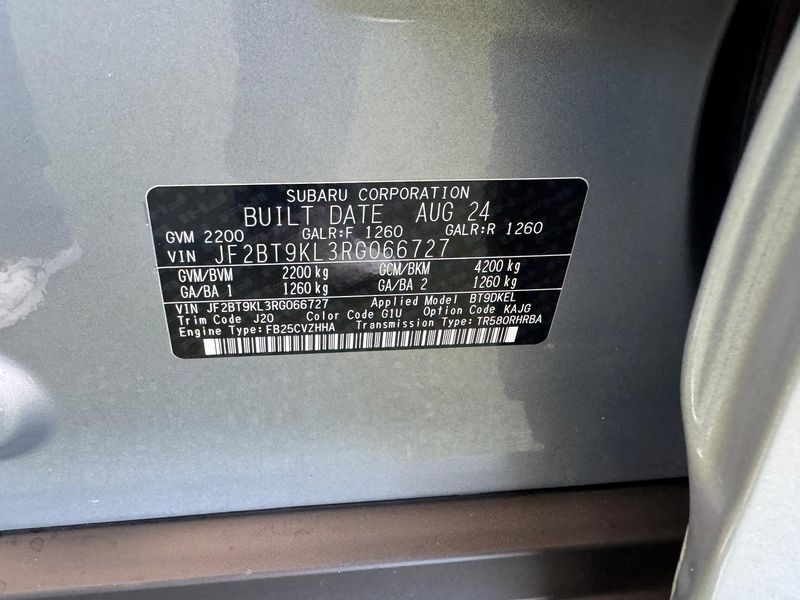 SUBARU CORPORATION
BUILT DATE AUG 24
GVM 2200 GALR:F 1260 GALR:R 1260
VIN JF2BT9KL3RG066727
GVM/BVM 2200 kg GCM/BKM 4200 kg
GA/BA 1 1260 kg GA/BA 2 1260 kg
VIN JF2BT9KL3RG066727 Applied Model BT9DKEL
Trim Code J20 Color Code G1U Option Code KAJG
Engine Type:FB25CVZHHA Transmission Type:TR580RHRBA